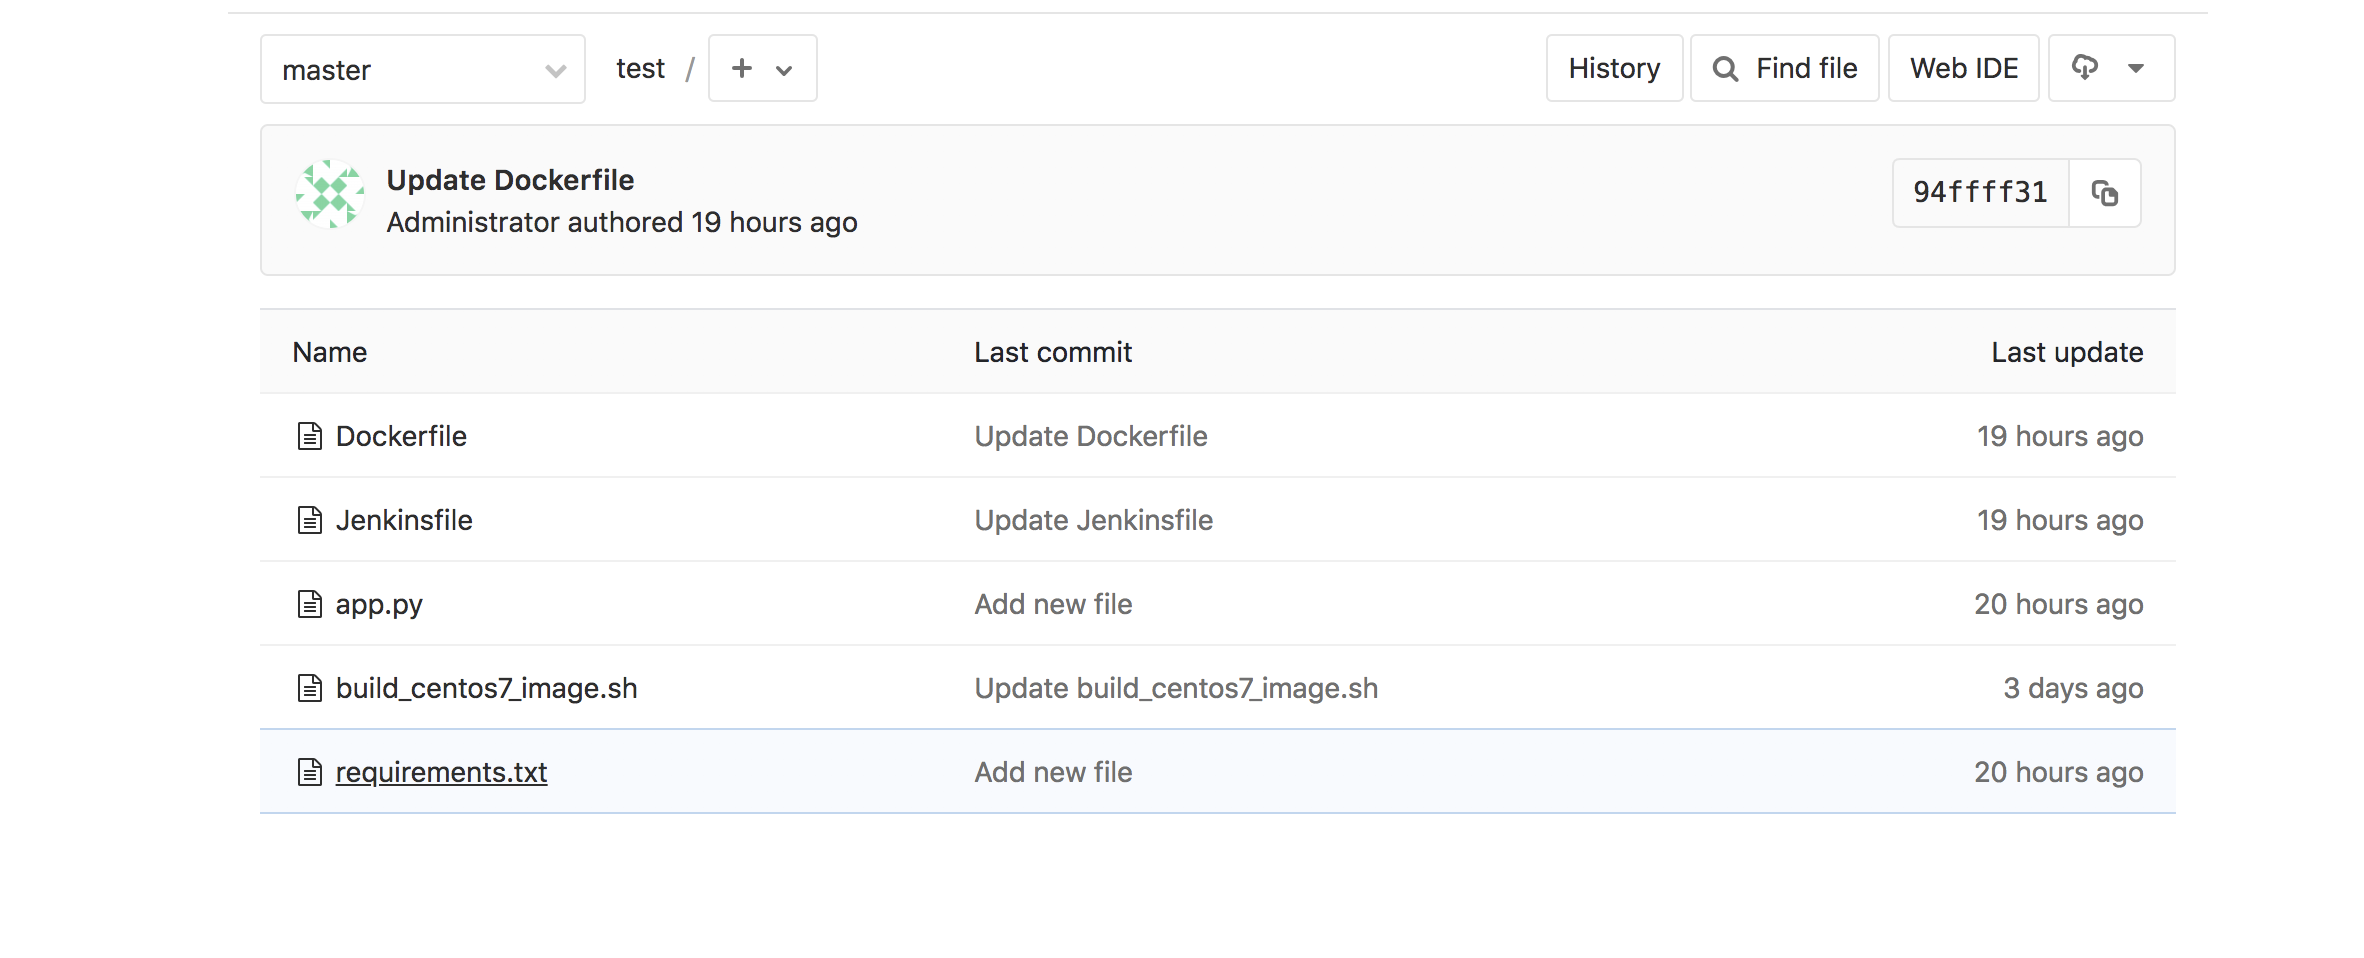 master test / + History Find file Web IDE
Update Dockerfile
Administrator authored 19 hours ago
94ffff31
Name Last commit Last update
Dockerfile Update Dockerfile 19 hours ago
Jenkinsfile Update Jenkinsfile 19 hours ago
app.py Add new file 20 hours ago
build_centos7_image.sh Update build_centos7_image.sh 3 days ago
requirements.txt Add new file 20 hours ago